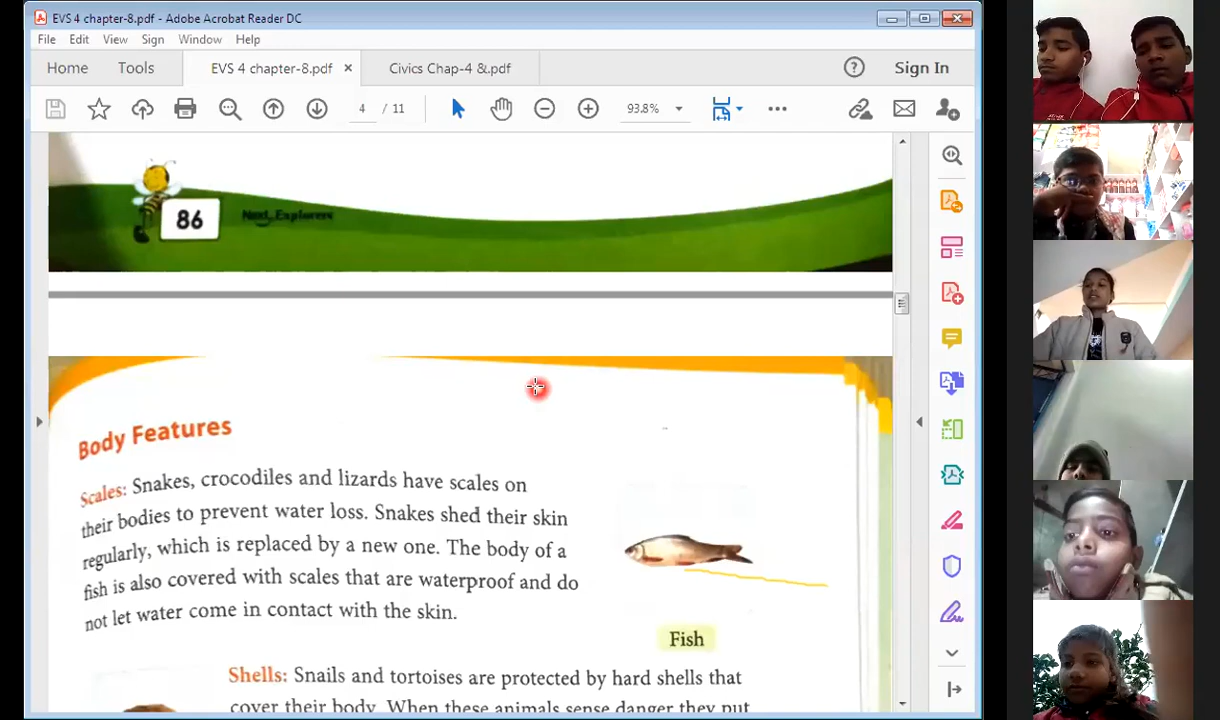 EVS 4 chapter-8.pdf - Adobe Acrobat Reader DC
File Edit View Sign Window Help
Home Tools EVS 4 chapter-8.pdf × Civics Chap-4 &.pdf ? Sign In
4 / 11 93.8%
86 Next Explorers
Body Features
Scales: Snakes, crocodiles and lizards have scales on
their bodies to prevent water loss. Snakes shed their skin
regularly, which is replaced by a new one. The body of a
fish is also covered with scales that are waterproof and do
not let water come in contact with the skin.
Fish
Shells: Snails and tortoises are protected by hard shells that
cover their body. When these animals sense danger they put